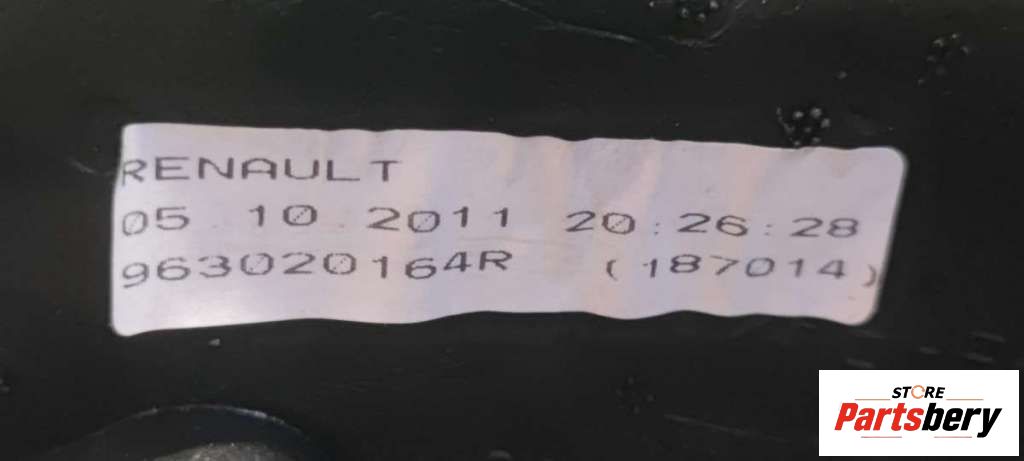 RENAULT
05.10.2011 20:26:28
963020164R (187014)
STORE
Partsbery